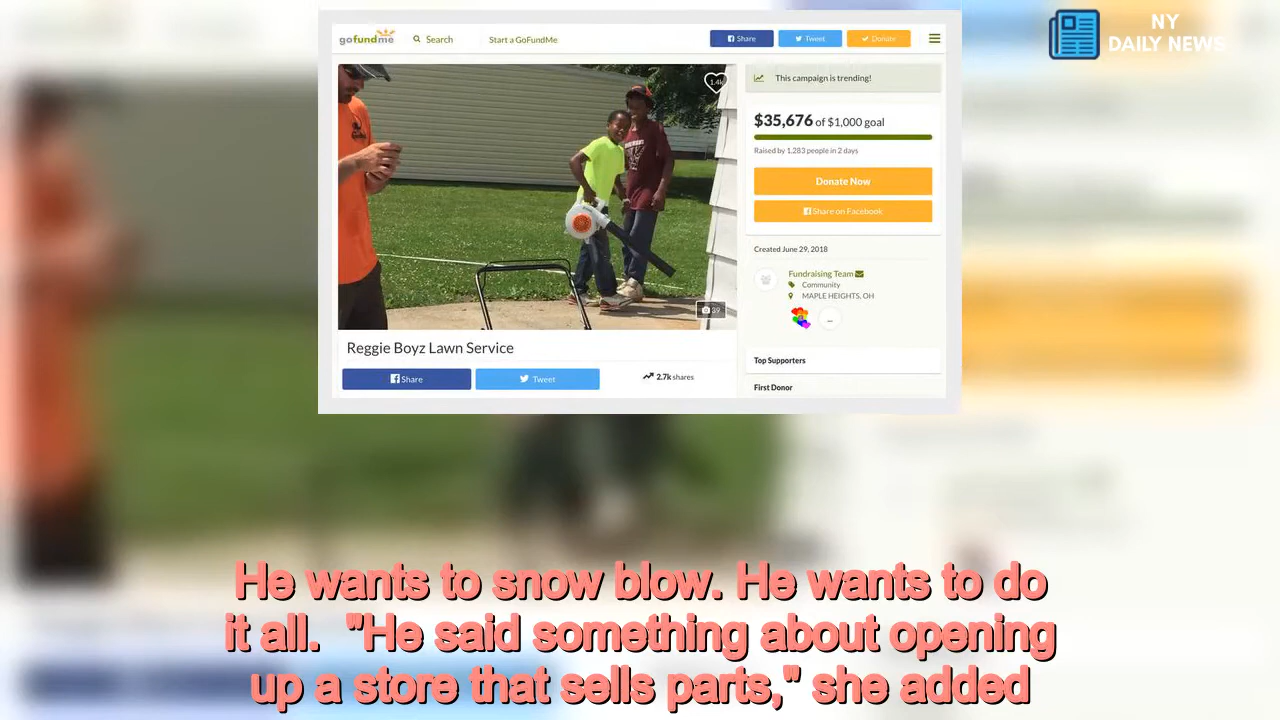 NY
DAILY NEWS
gofundme
Search
Start a GoFundMe
Share
Tweet
Donate
1.4k
This campaign is trending!
$35,676 of $1,000 goal
Raised by 1,283 people in 2 days
Donate Now
Share on Facebook
Created June 29, 2018
Fundraising Team
Community
MAPLE HEIGHTS, OH
39
Reggie Boyz Lawn Service
Share
Tweet
2.7k shares
Top Supporters
First Donor
He wants to snow blow. He wants to do
it all. "He said something about opening
up a store that sells parts," she added